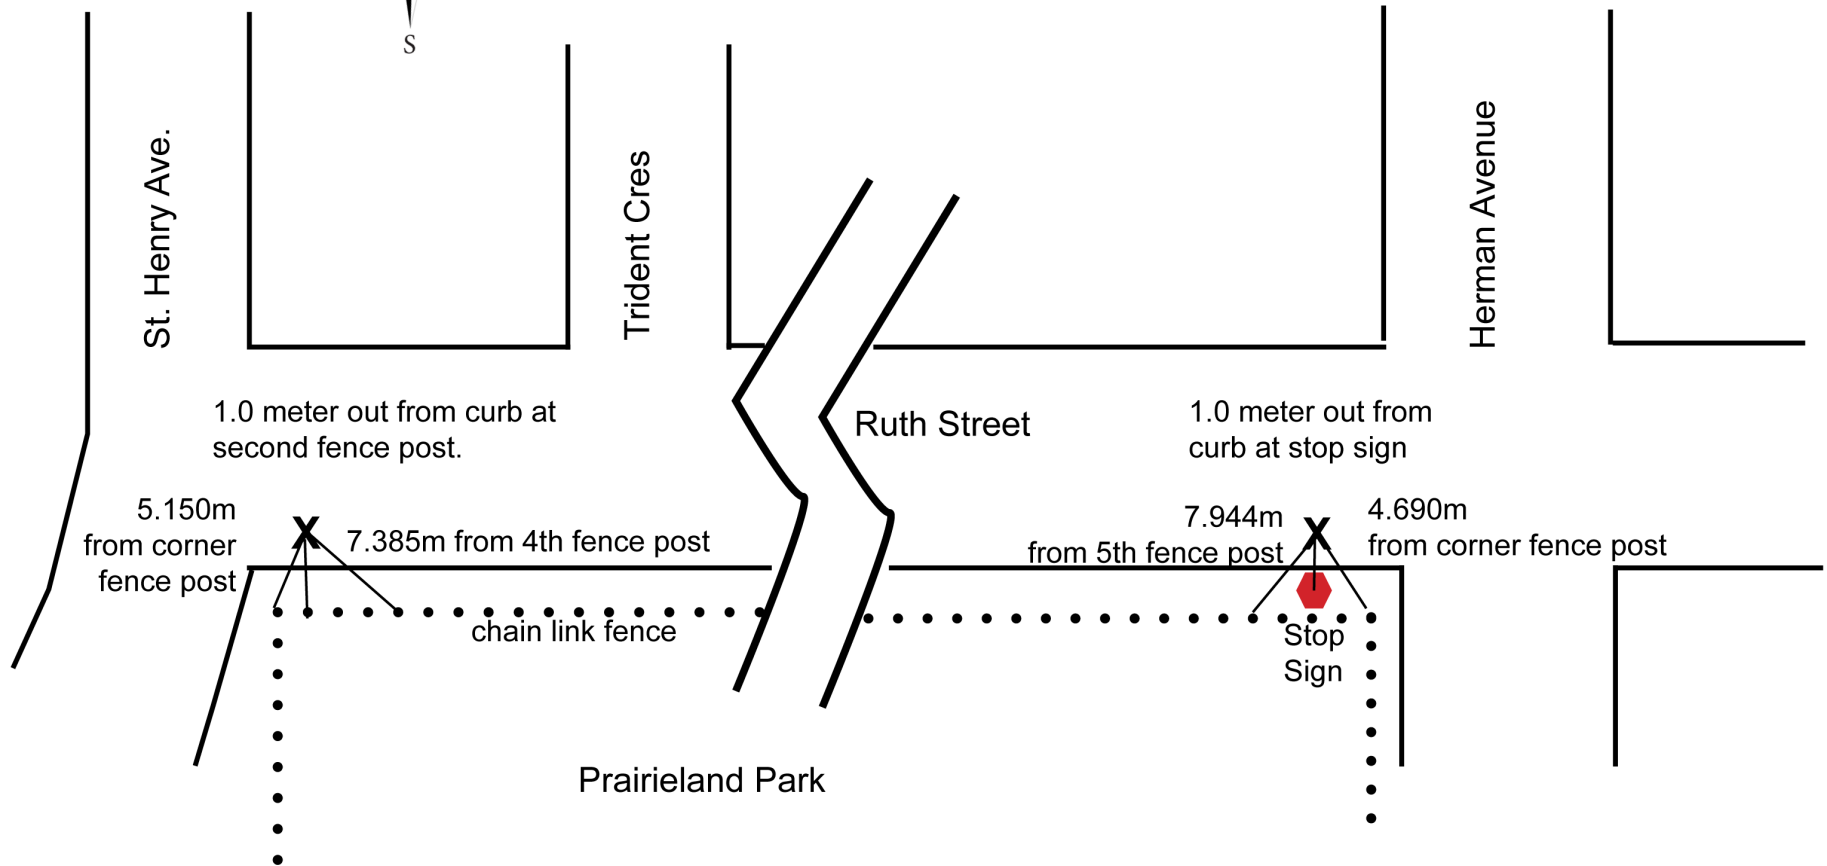 S
St. Henry Ave.
Trident Cres
Herman Avenue
1.0 meter out from curb at
second fence post.
Ruth Street
1.0 meter out from
curb at stop sign
5.150m
from corner
fence post
X
7.385m from 4th fence post
7.944m
from 5th fence post
X
4.690m
from corner fence post
chain link fence
Stop
Sign
Prairieland Park